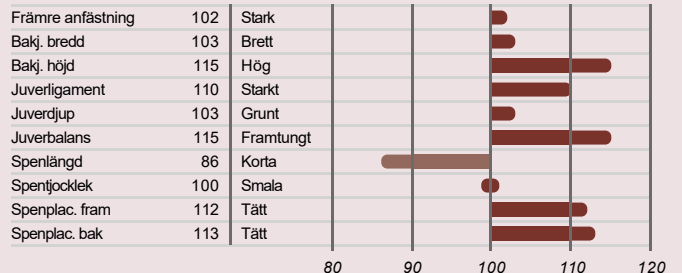 Främre anfästning 102 Stark
Bakj. bredd 103 Brett
Bakj. höjd 115 Hög
Juverligament 110 Starkt
Juverdjup 103 Grunt
Juverbalans 115 Framtungt
Spenlängd 86 Korta
Spentjocklek 100 Smala
Spenplac. fram 112 Tätt
Spenplac. bak 113 Tätt
80 90 100 110 120